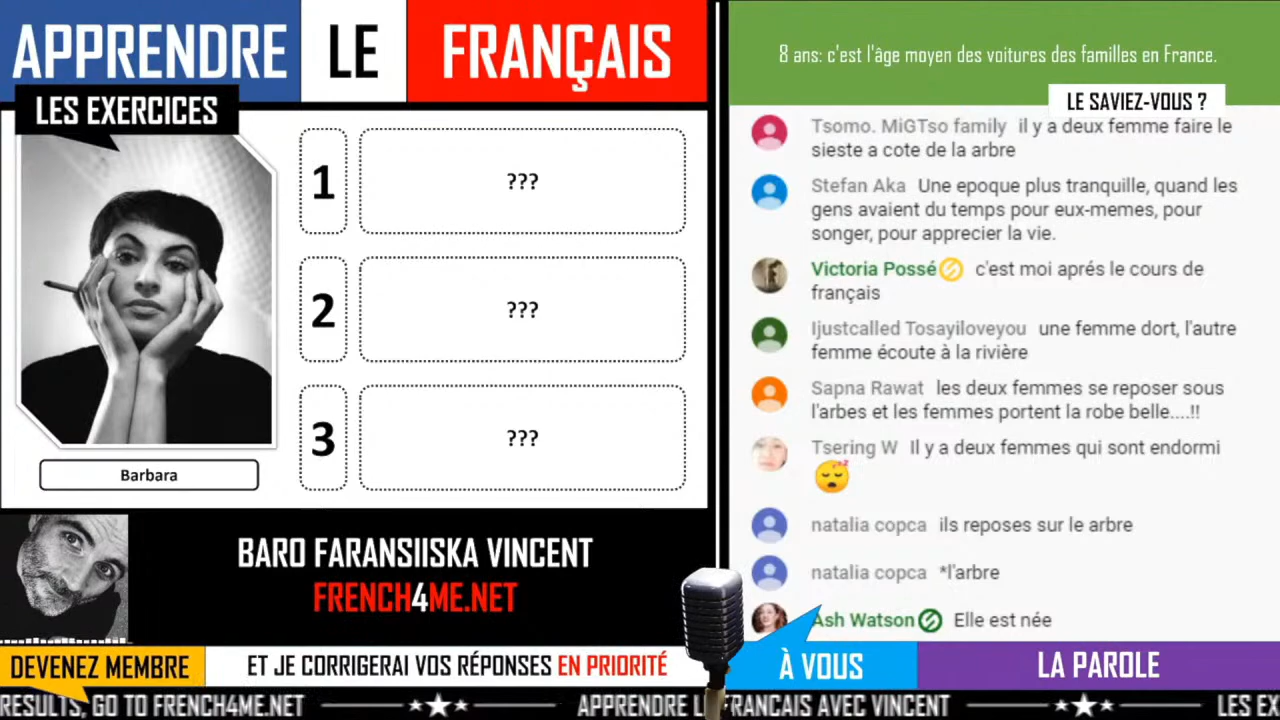 APPRENDRE LE FRANÇAIS
LES EXERCICES
1 ???
2 ???
3 ???
Barbara
BARO FARANSIISKA VINCENT
FRENCH4ME.NET
DEVENEZ MEMBRE
ET JE CORRIGERAI VOS RÉPONSES EN PRIORITÉ
8 ans: c'est l'âge moyen des voitures des familles en France.
LE SAVIEZ-VOUS ?
Tsomo. MiGTso family il y a deux femme faire le
sieste a cote de la arbre
Stefan Aka Une epoque plus tranquille, quand les
gens avaient du temps pour eux-memes, pour
songer, pour apprecier la vie.
Victoria Possé c'est moi aprés le cours de
français
Ijustcalled Tosayiloveyou une femme dort, l'autre
femme écoute à la rivière
Sapna Rawat les deux femmes se reposer sous
l'arbes et les femmes portent la robe belle....!!
Tsering W Il y a deux femmes qui sont endormi
natalia copca ils reposes sur le arbre
natalia copca *l'arbre
Ash Watson Elle est née
À VOUS LA PAROLE
RESULTS, GO TO FRENCH4ME.NET APPRENDRE L FRANCAIS AVEC VINCENT LES EX